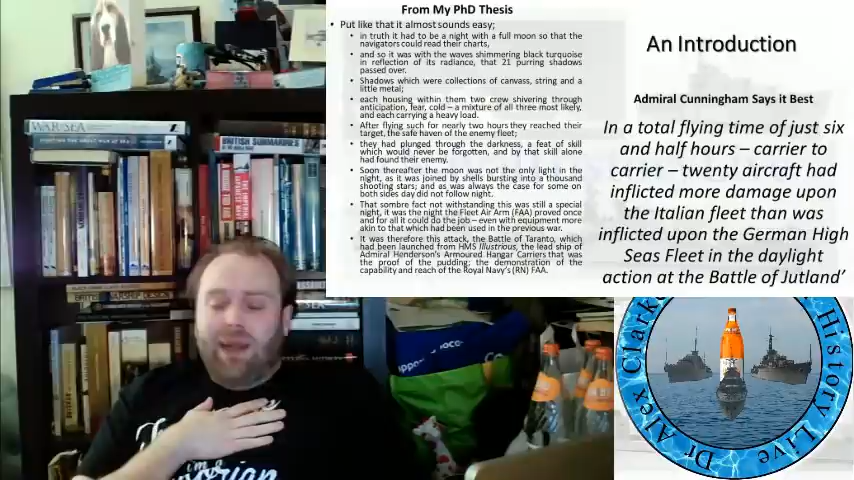 From My PhD Thesis
• Put like that it almost sounds easy;
• in truth it had to be a night with a full moon so that the
navigators could read their charts,
• and so it was with the waves shimmering black turquoise
in reflection of its radiance, that 21 purring shadows
passed over.
• Shadows which were collections of canvass, string and a
little metal;
• each housing within them two crew shivering through
anticipation, fear, cold – a mixture of all three most likely,
and each carrying a heavy load.
• After flying such for nearly two hours they reached their
target, the safe haven of the enemy fleet;
• they had plunged through the darkness, a feat of skill
which would never be forgotten, and by that skill alone
had found their enemy.
• Soon thereafter the moon was not the only light in the
night, as it was joined by shells bursting into a thousand
shooting stars; and as was always the case for some on
both sides day did not follow night.
• That sombre fact not withstanding this was still a special
night, it was the night the Fleet Air Arm (FAA) proved once
and for all it could do the job – even with equipment more
akin to that which had been used in the previous war.
• It was therefore this attack, the Battle of Taranto, which
had been launched from HMS Illustrious, the lead ship of
Admiral Henderson's Armoured Hangar Carriers that was
the proof of the pudding; the demonstration of the
capability and reach of the Royal Navy's (RN) FAA.
An Introduction
Admiral Cunningham Says it Best
In a total flying time of just six
and half hours – carrier to
carrier – twenty aircraft had
inflicted more damage upon
the Italian fleet than was
inflicted upon the German High
Seas Fleet in the daylight
action at the Battle of Jutland'
WAR SEA
BRITISH SUBMARINES
Dr Alex Clark
History Live